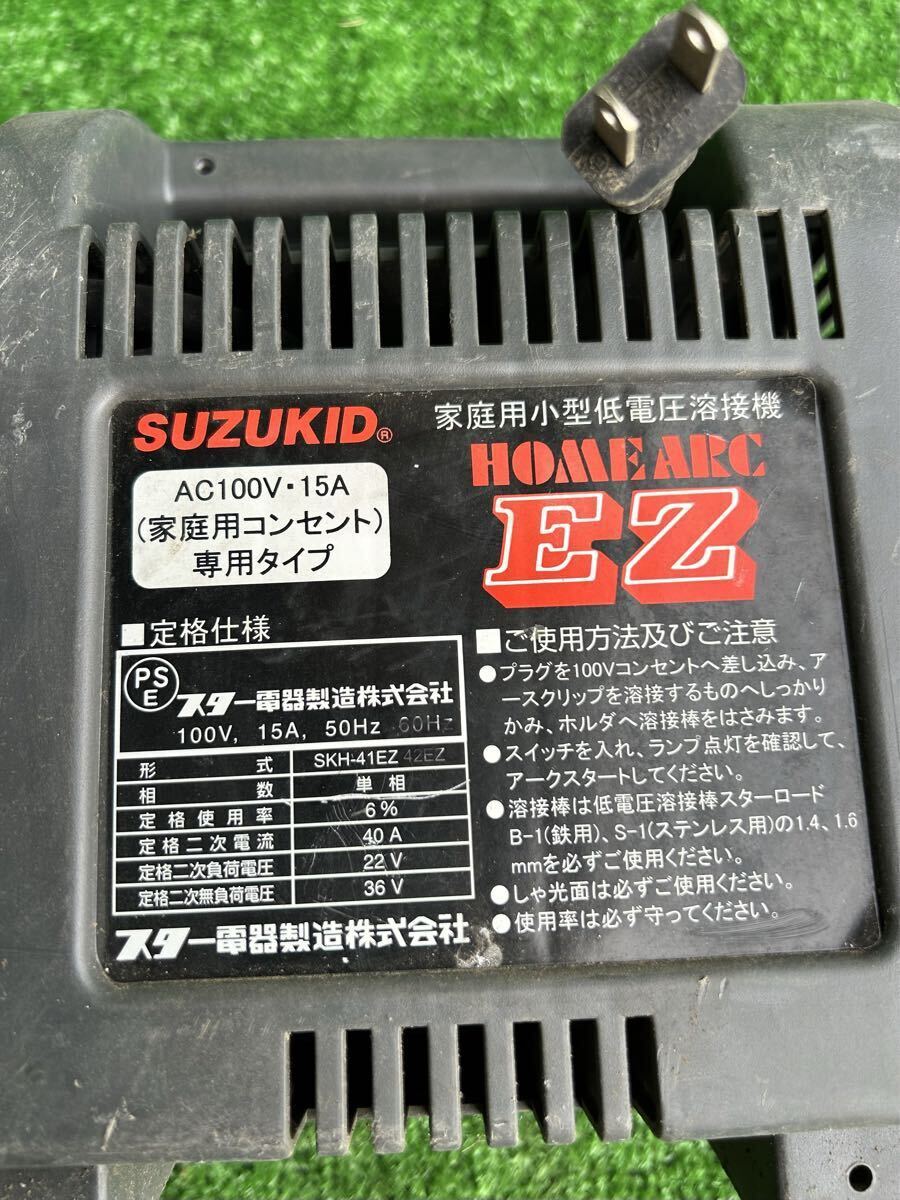 SUZUKID®
AC100V・15A
(家庭用コンセント)
専用タイプ
家庭用小型低電圧溶接機
HOME ARC
EZ
■定格仕様
PS
E
スター電器製造株式会社
100V, 15A, 50Hz 60Hz
形式 SKH-41EZ 42EZ
相数 単相
定格使用率 6%
定格二次電流 40A
定格二次負荷電圧 22V
定格二次無負荷電圧 36V
スター電器製造株式会社
■ご使用方法及びご注意
●プラグを100Vコンセントへ差し込み、ア
ースクリップを溶接するものへしっかり
かみ、ホルダへ溶接棒をはさみます。
●スイッチを入れ、ランプ点灯を確認して、
アークスタートしてください。
●溶接棒は低電圧溶接棒スターロード
B-1(鉄用)、S-1(ステンレス用)の1.4、1.6
mmを必ずご使用ください。
●しゃ光面は必ずご使用ください。
●使用率は必ず守ってください。